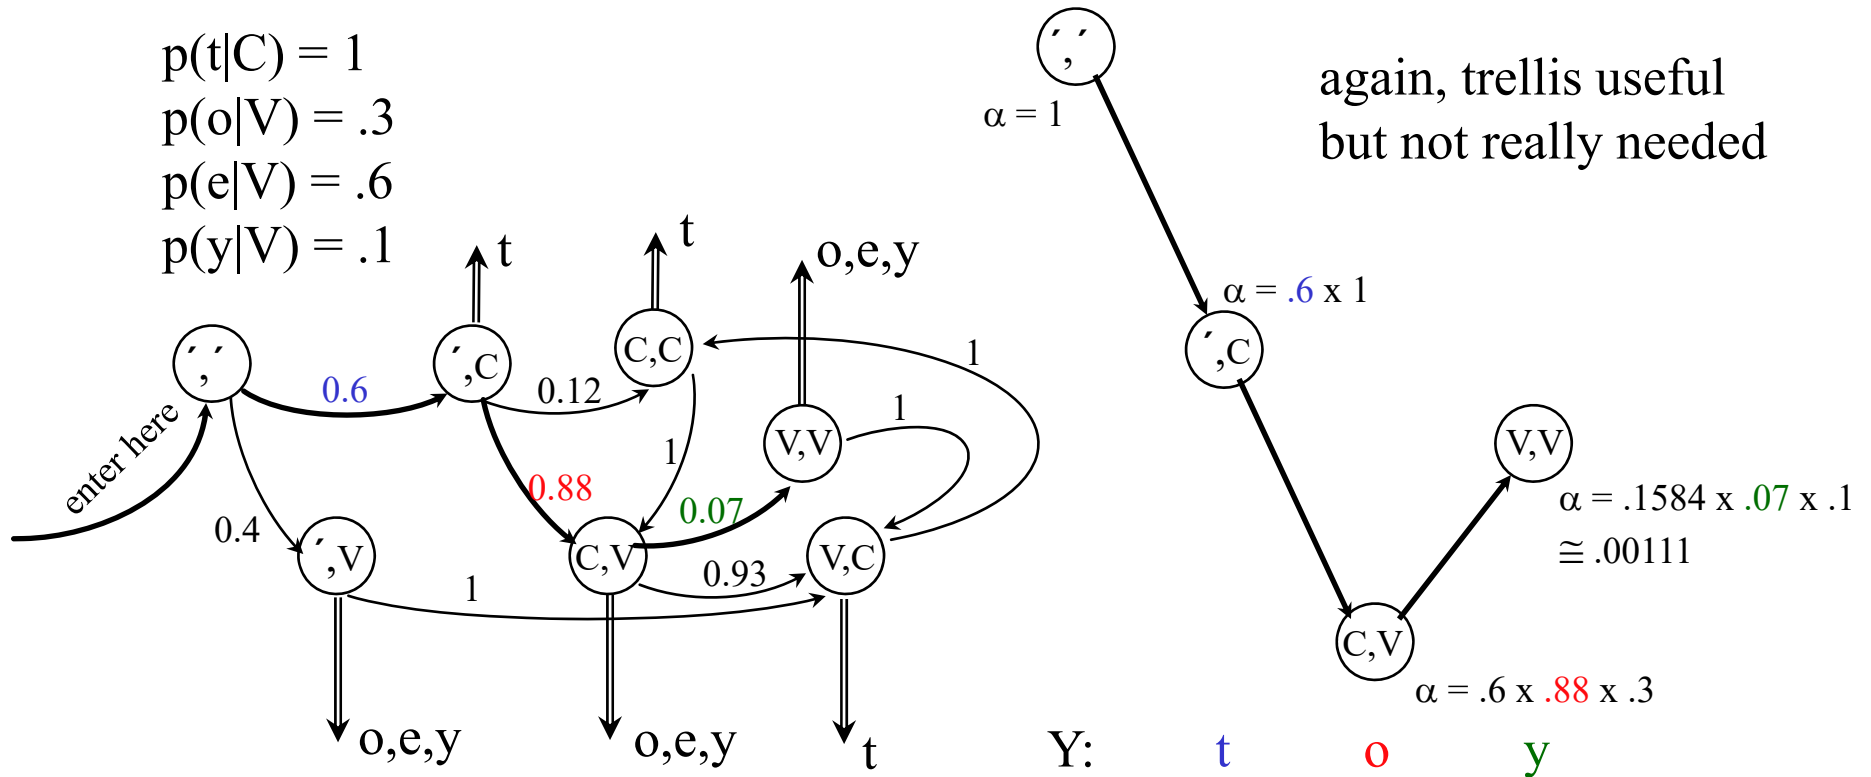 p(t|C) = 1
p(o|V) = .3
p(e|V) = .6
p(y|V) = .1
again, trellis useful
but not really needed
´,´
α = 1
α = .6 x 1
´,C
V,V
α = .1584 x .07 x .1
≅ .00111
C,V
α = .6 x .88 x .3
Y: t o y
t
t
o,e,y
´,´
´,C
C,C
V,V
´,V
C,V
V,C
enter here
0.6
0.12
1
1
1
0.88
0.07
0.4
0.93
1
o,e,y
o,e,y
t